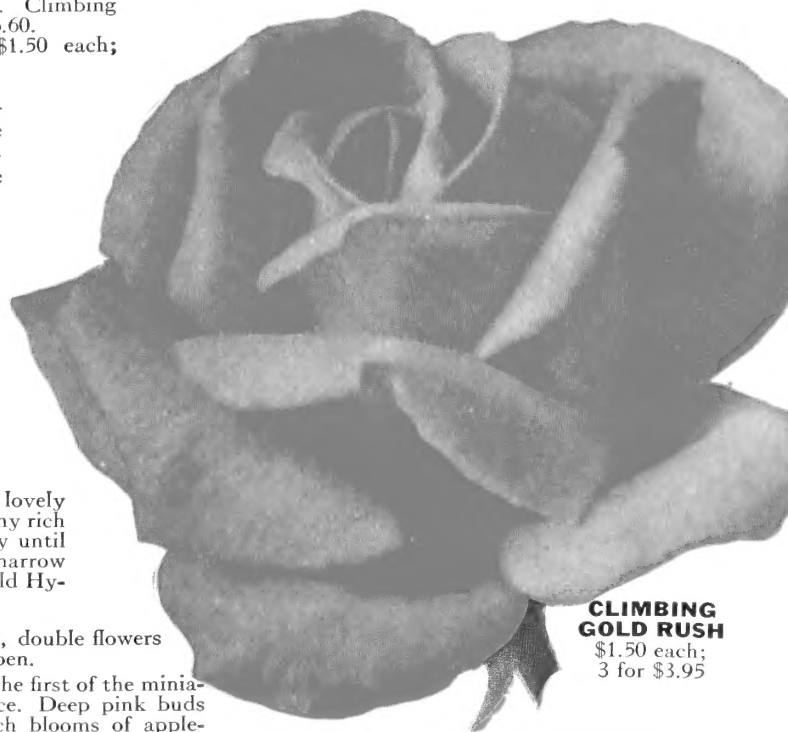 Climbing
.60.
$1.50 each;
lovely
ny rich
y until
narrow
ld Hy-
, double flowers
pen.
he first of the minia-
ce. Deep pink buds
ch blooms of apple-
CLIMBING
GOLD RUSH
$1.50 each;
3 for $3.95